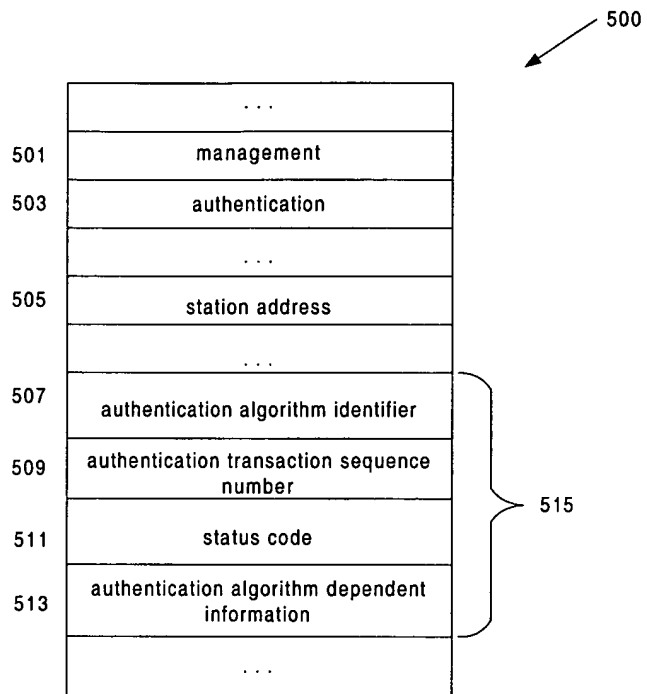 500
. . .
501 management
503 authentication
. . .
505 station address
. . .
507 authentication algorithm identifier
509 authentication transaction sequence
number
515
511 status code
513 authentication algorithm dependent
information
. . .